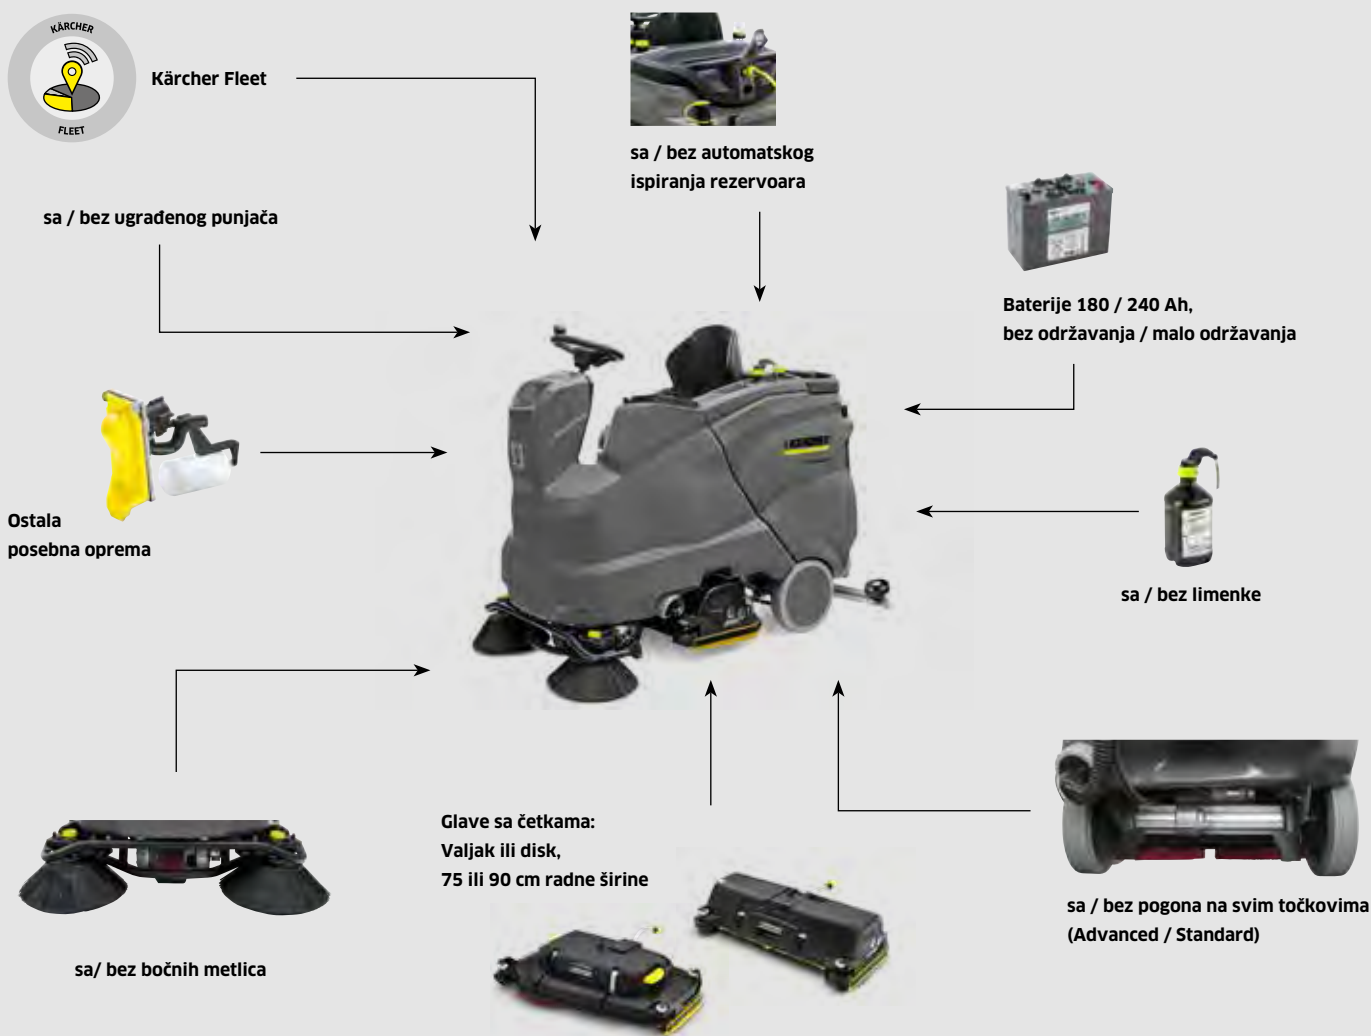 KÄRCHER
FLEET
Kärcher Fleet
sa / bez automatskog
ispiranja rezervoara
sa / bez ugrađenog punjača
Baterije 180 / 240 Ah,
bez održavanja / malo održavanja
KÄRCHER
Ostala
posebna oprema
sa / bez limenke
Glave sa četkama:
Valjak ili disk,
75 ili 90 cm radne širine
sa / bez pogona na svim točkovima
(Advanced / Standard)
sa/ bez bočnih metlica